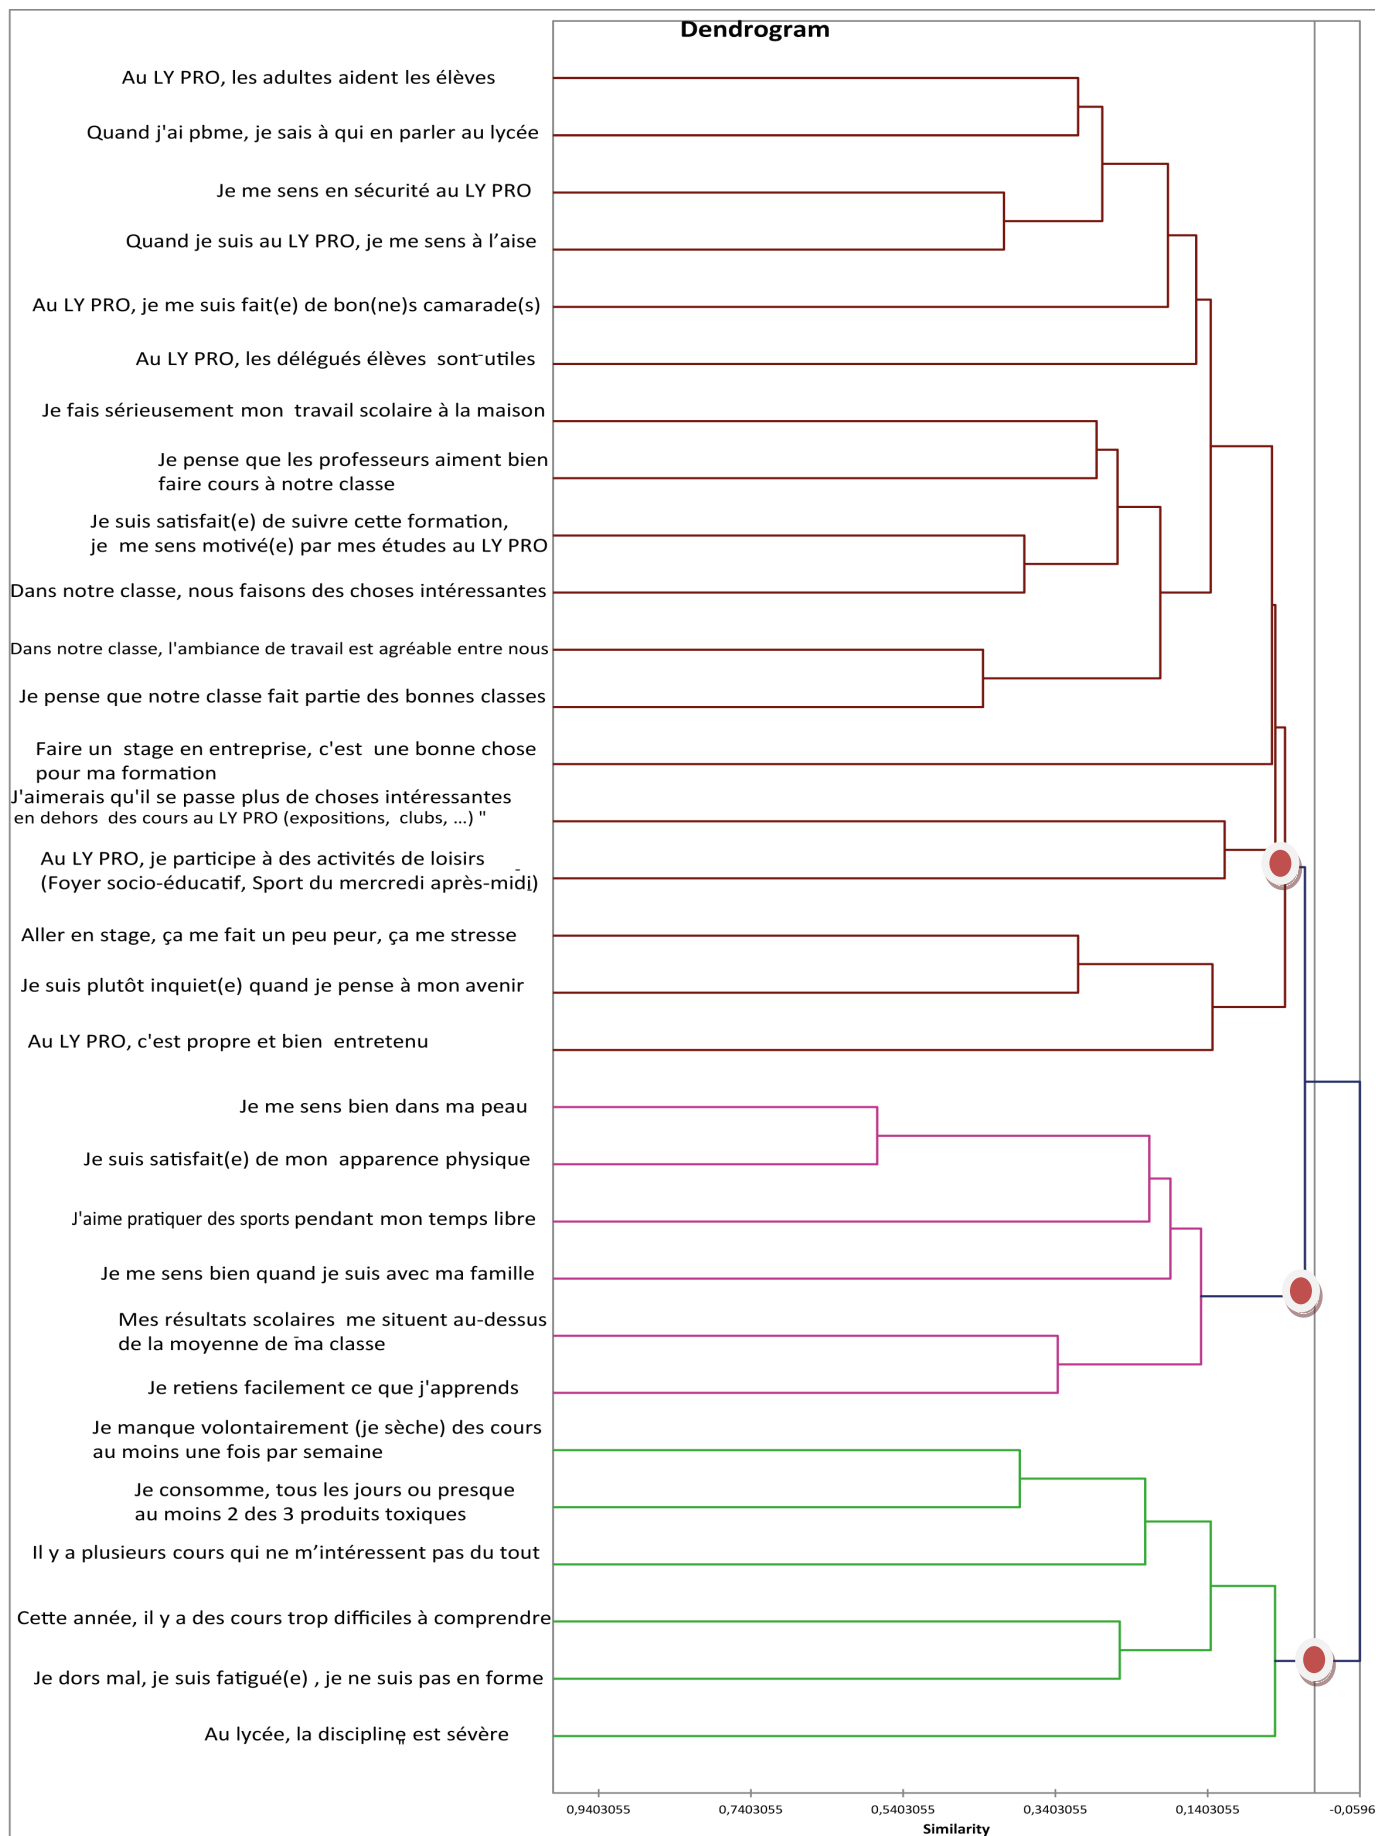 Dendrogram
Au LY PRO, les adultes aident les élèves
Quand j'ai pbme, je sais à qui en parler au lycée
Je me sens en sécurité au LY PRO
Quand je suis au LY PRO, je me sens à l’aise
Au LY PRO, je me suis fait(e) de bon(ne)s camarade(s)
Au LY PRO, les délégués élèves sont utiles
Je fais sérieusement mon travail scolaire à la maison
Je pense que les professeurs aiment bien
faire cours à notre classe
Je suis satisfait(e) de suivre cette formation,
je me sens motivé(e) par mes études au LY PRO
Dans notre classe, nous faisons des choses intéressantes
Dans notre classe, l'ambiance de travail est agréable entre nous
Je pense que notre classe fait partie des bonnes classes
Faire un stage en entreprise, c'est une bonne chose
pour ma formation
J'aimerais qu'il se passe plus de choses intéressantes
en dehors des cours au LY PRO (expositions, clubs, ...) "
Au LY PRO, je participe à des activités de loisirs
(Foyer socio-éducatif, Sport du mercredi après-midi)
Aller en stage, ça me fait un peu peur, ça me stresse
Je suis plutôt inquiet(e) quand je pense à mon avenir
Au LY PRO, c'est propre et bien entretenu
Je me sens bien dans ma peau
Je suis satisfait(e) de mon apparence physique
J'aime pratiquer des sports pendant mon temps libre
Je me sens bien quand je suis avec ma famille
Mes résultats scolaires me situent au-dessus
de la moyenne de ma classe
Je retiens facilement ce que j'apprends
Je manque volontairement (je sèche) des cours
au moins une fois par semaine
Je consomme, tous les jours ou presque
au moins 2 des 3 produits toxiques
Il y a plusieurs cours qui ne m’intéressent pas du tout
Cette année, il y a des cours trop difficiles à comprendre
Je dors mal, je suis fatigué(e) , je ne suis pas en forme
Au lycée, la discipline est sévère
0,9403055 0,7403055 0,5403055 0,3403055 0,1403055 -0,0596
Similarity